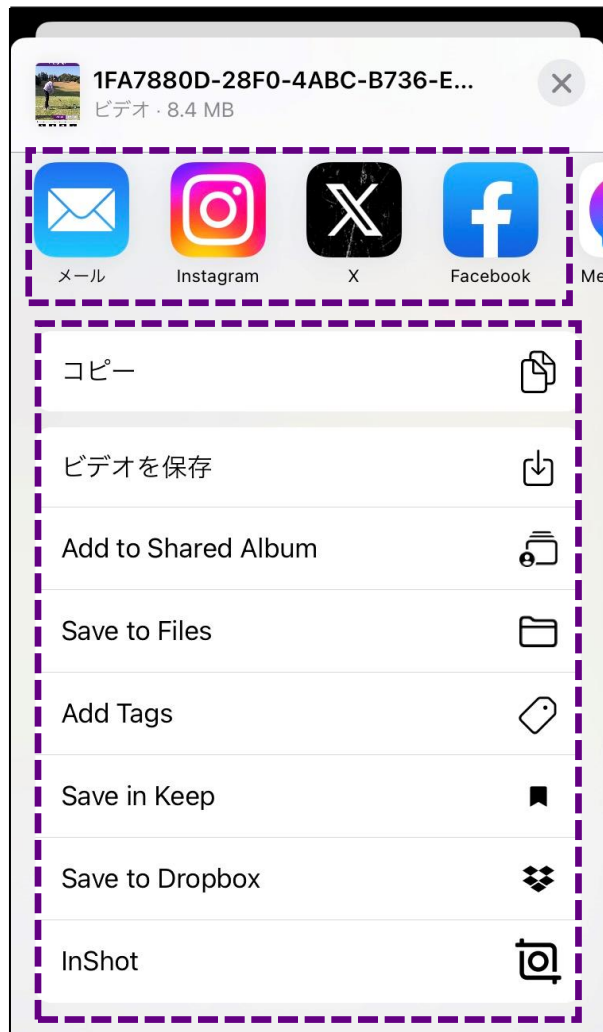 1FA7880D-28F0-4ABC-B736-E...
ビデオ · 8.4 MB
メール
Instagram
X
Facebook
Me
コピー
ビデオを保存
Add to Shared Album
Save to Files
Add Tags
Save in Keep
Save to Dropbox
InShot